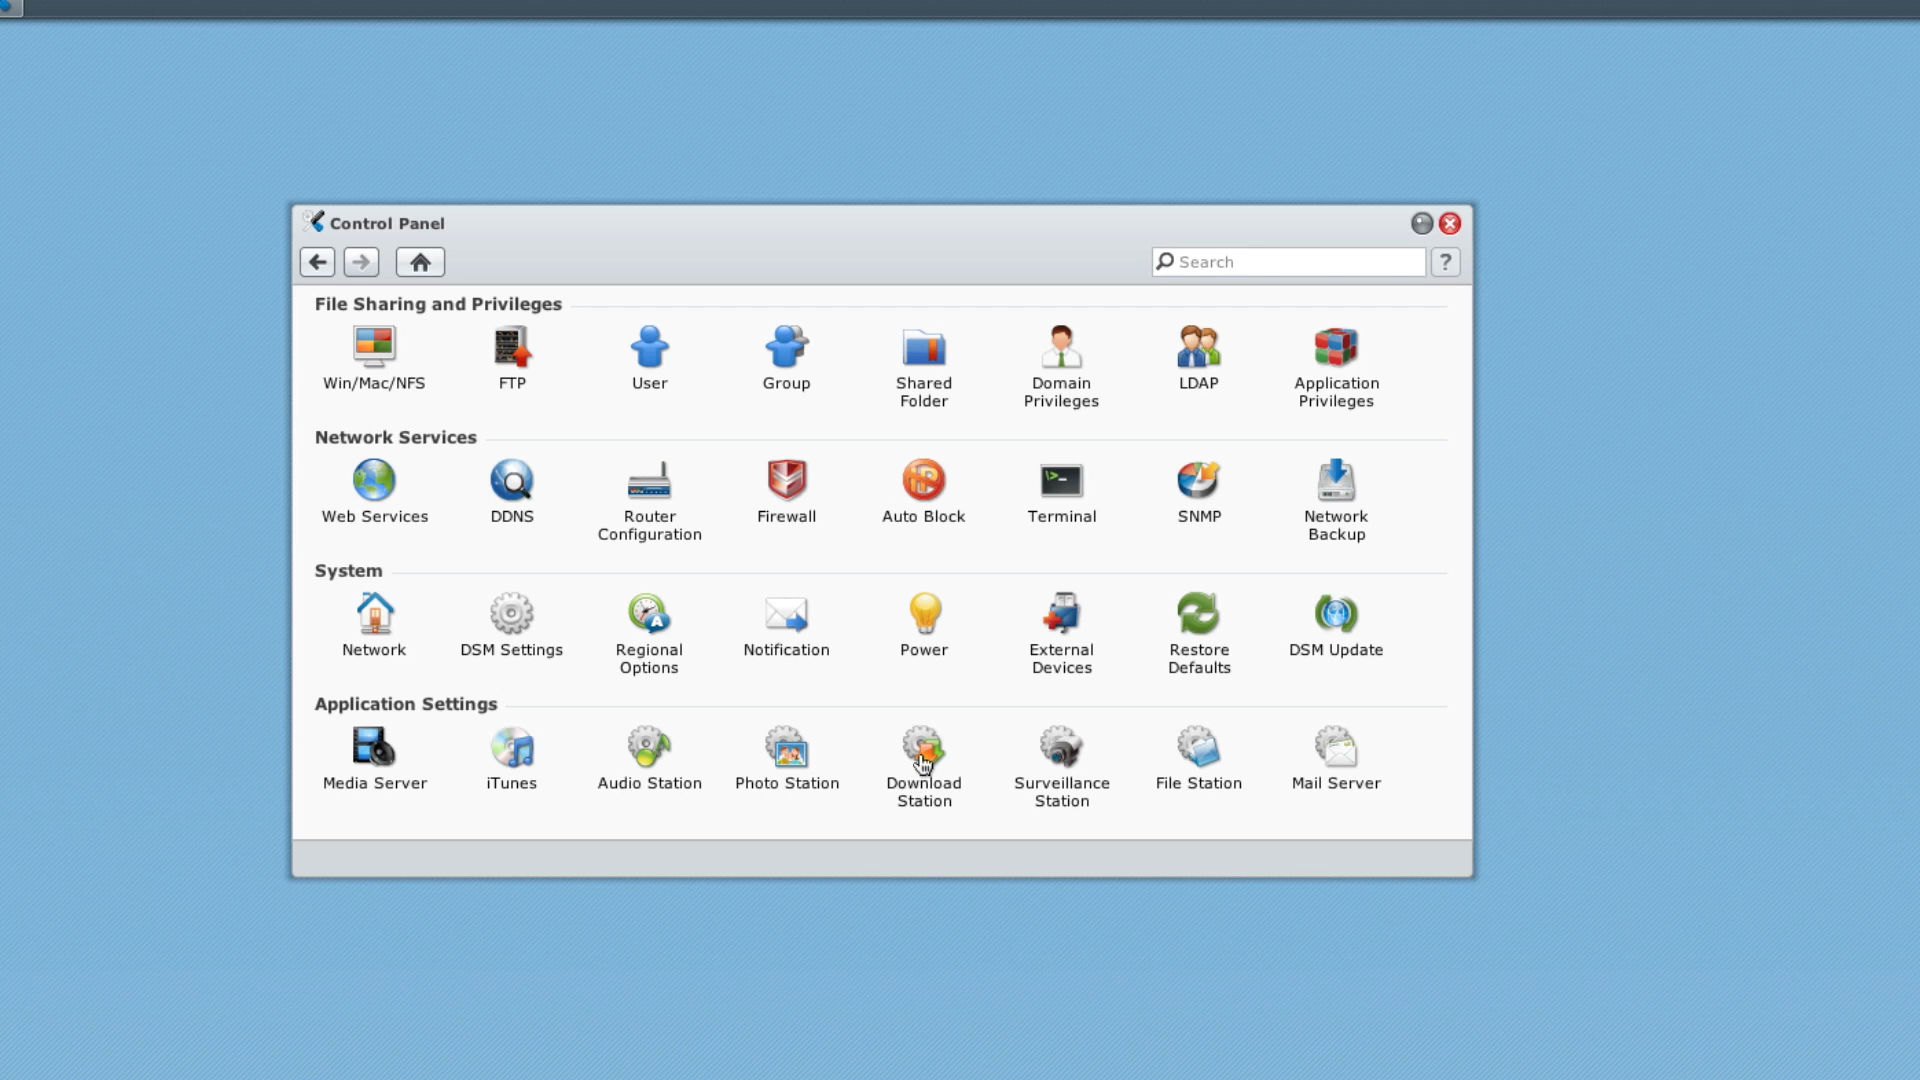 Control Panel
Search
?
File Sharing and Privileges
Win/Mac/NFS
FTP
User
Group
Shared
Folder
Domain
Privileges
LDAP
Application
Privileges
Network Services
Web Services
DDNS
Router
Configuration
Firewall
Auto Block
Terminal
SNMP
Network
Backup
System
Network
DSM Settings
Regional
Options
Notification
Power
External
Devices
Restore
Defaults
DSM Update
Application Settings
Media Server
iTunes
Audio Station
Photo Station
Download
Station
Surveillance
Station
File Station
Mail Server